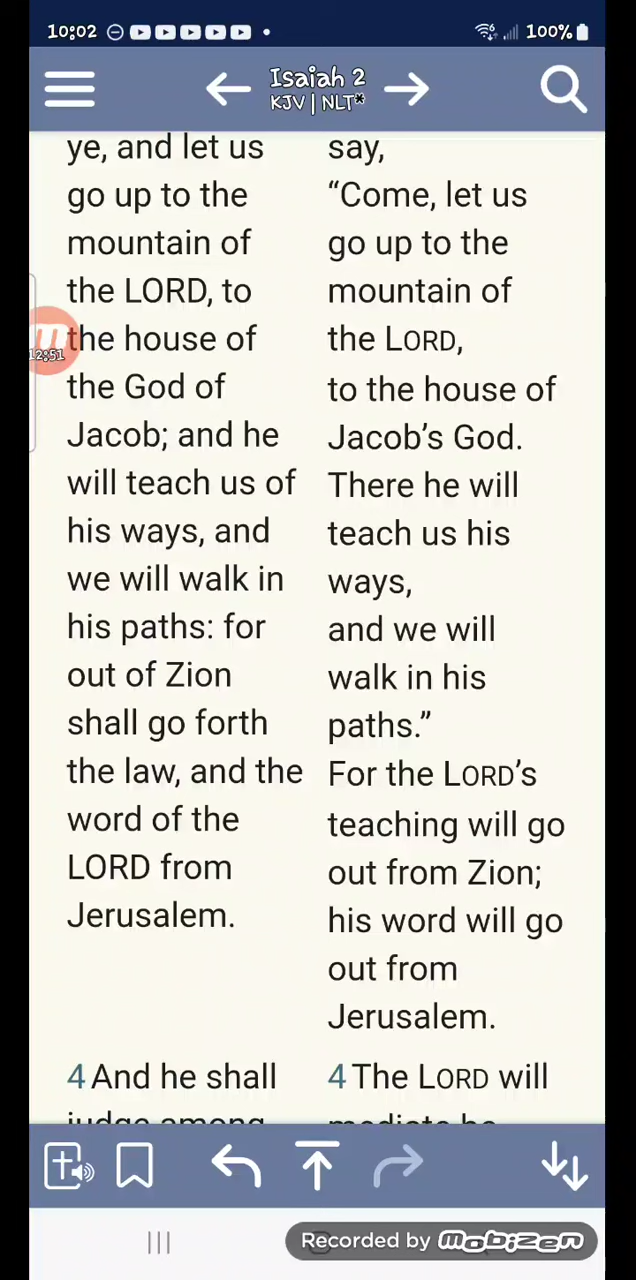 10:02
100%
Isaiah 2
KJV | NLT*
ye, and let us
go up to the
mountain of
the LORD, to
the house of
the God of
Jacob; and he
will teach us of
his ways, and
we will walk in
his paths: for
out of Zion
shall go forth
the law, and the
word of the
LORD from
Jerusalem.
4 And he shall
judge among
say,
“Come, let us
go up to the
mountain of
the LORD,
to the house of
Jacob’s God.
There he will
teach us his
ways,
and we will
walk in his
paths.”
For the LORD’s
teaching will go
out from Zion;
his word will go
out from
Jerusalem.
4 The LORD will
mediate be
12:51
Recorded by mobizen